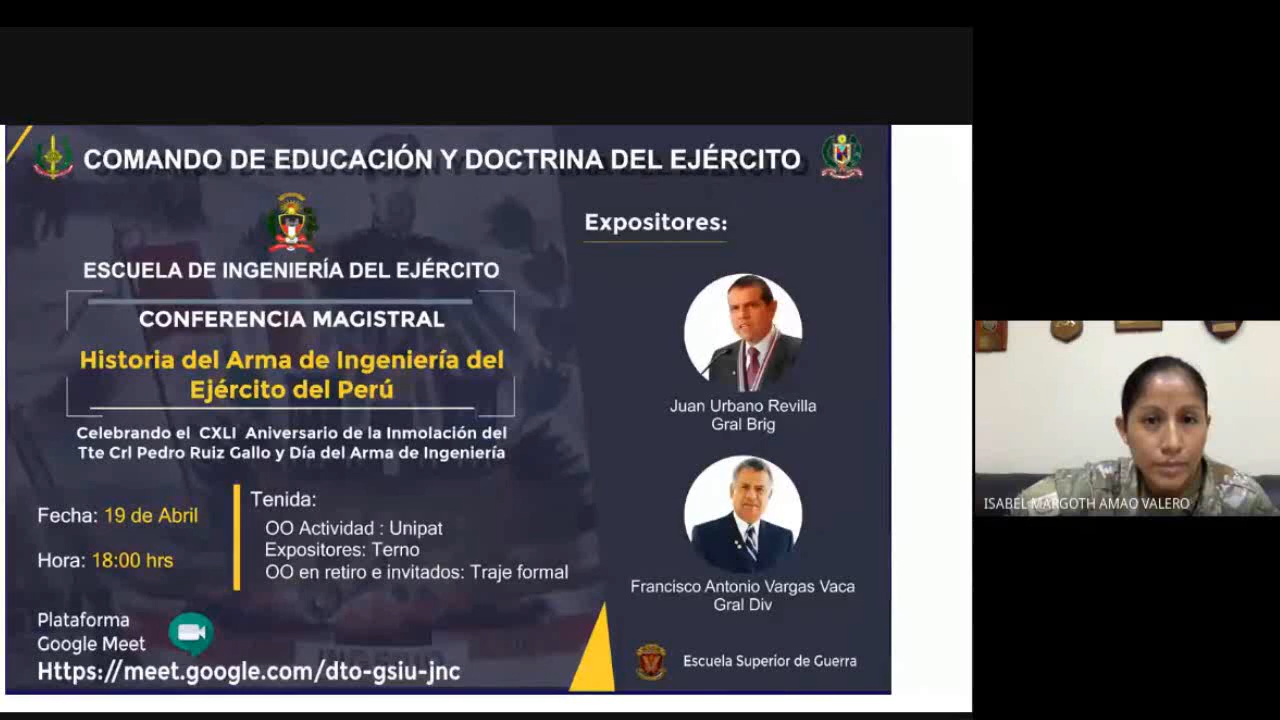 COMANDO DE EDUCACIÓN Y DOCTRINA DEL EJÉRCITO
ESCUELA DE INGENIERÍA DEL EJÉRCITO
CONFERENCIA MAGISTRAL
Historia del Arma de Ingeniería del
Ejército del Perú
Celebrando el CXLI Aniversario de la Inmolación del
Tte Crl Pedro Ruiz Gallo y Día del Arma de Ingeniería
Fecha: 19 de Abril
Hora: 18:00 hrs
Tenida:
OO Actividad : Unipat
Expositores: Terno
OO en retiro e invitados: Traje formal
Plataforma
Google Meet
Https://meet.google.com/dto-gsiu-jnc
Expositores:
Juan Urbano Revilla
Gral Brig
Francisco Antonio Vargas Vaca
Gral Div
Escuela Superior de Guerra
ISABEL MARGOTH AMAO VALERO